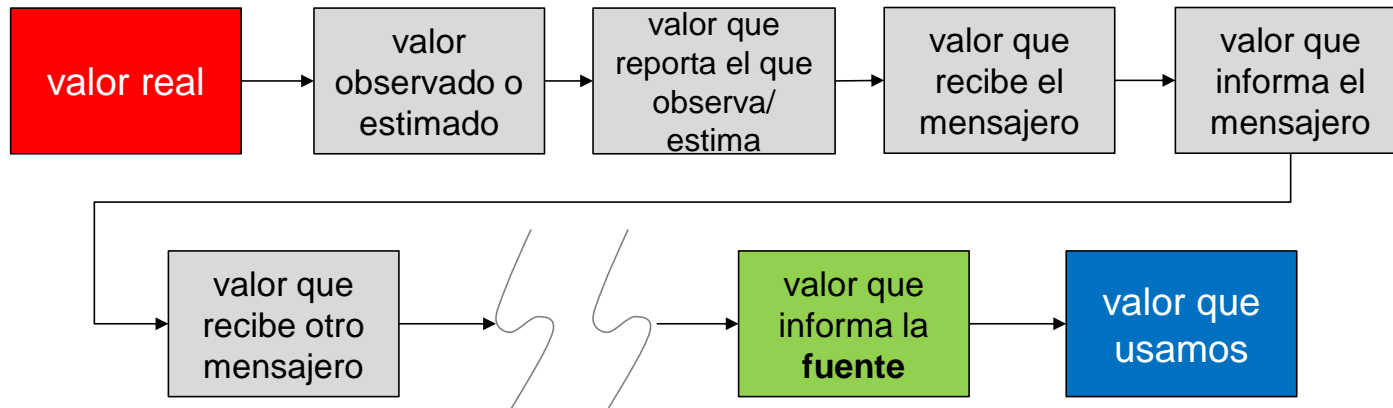 valor real
valor
observado o
estimado
valor que
reporta el que
observa/
estima
valor que
recibe el
mensajero
valor que
informa el
mensajero
valor que
recibe otro
mensajero
valor que
informa la
fuente
valor que
usamos